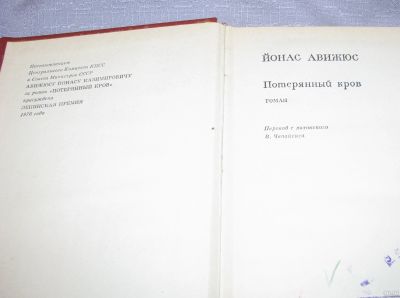 Постановлением
Центрального Комитета КПСС
и Совета Министров СССР
АВИЖЮСУ ЙОНАСУ КАЗИМИРОВИЧУ
за роман «ПОТЕРЯННЫЙ КРОВ»
присуждена
ЛЕНИНСКАЯ ПРЕМИЯ
1976 года
ЙОНАС АВИЖЮС
Потерянный кров
РОМАН
Перевод с литовского
В. Чепайтиса